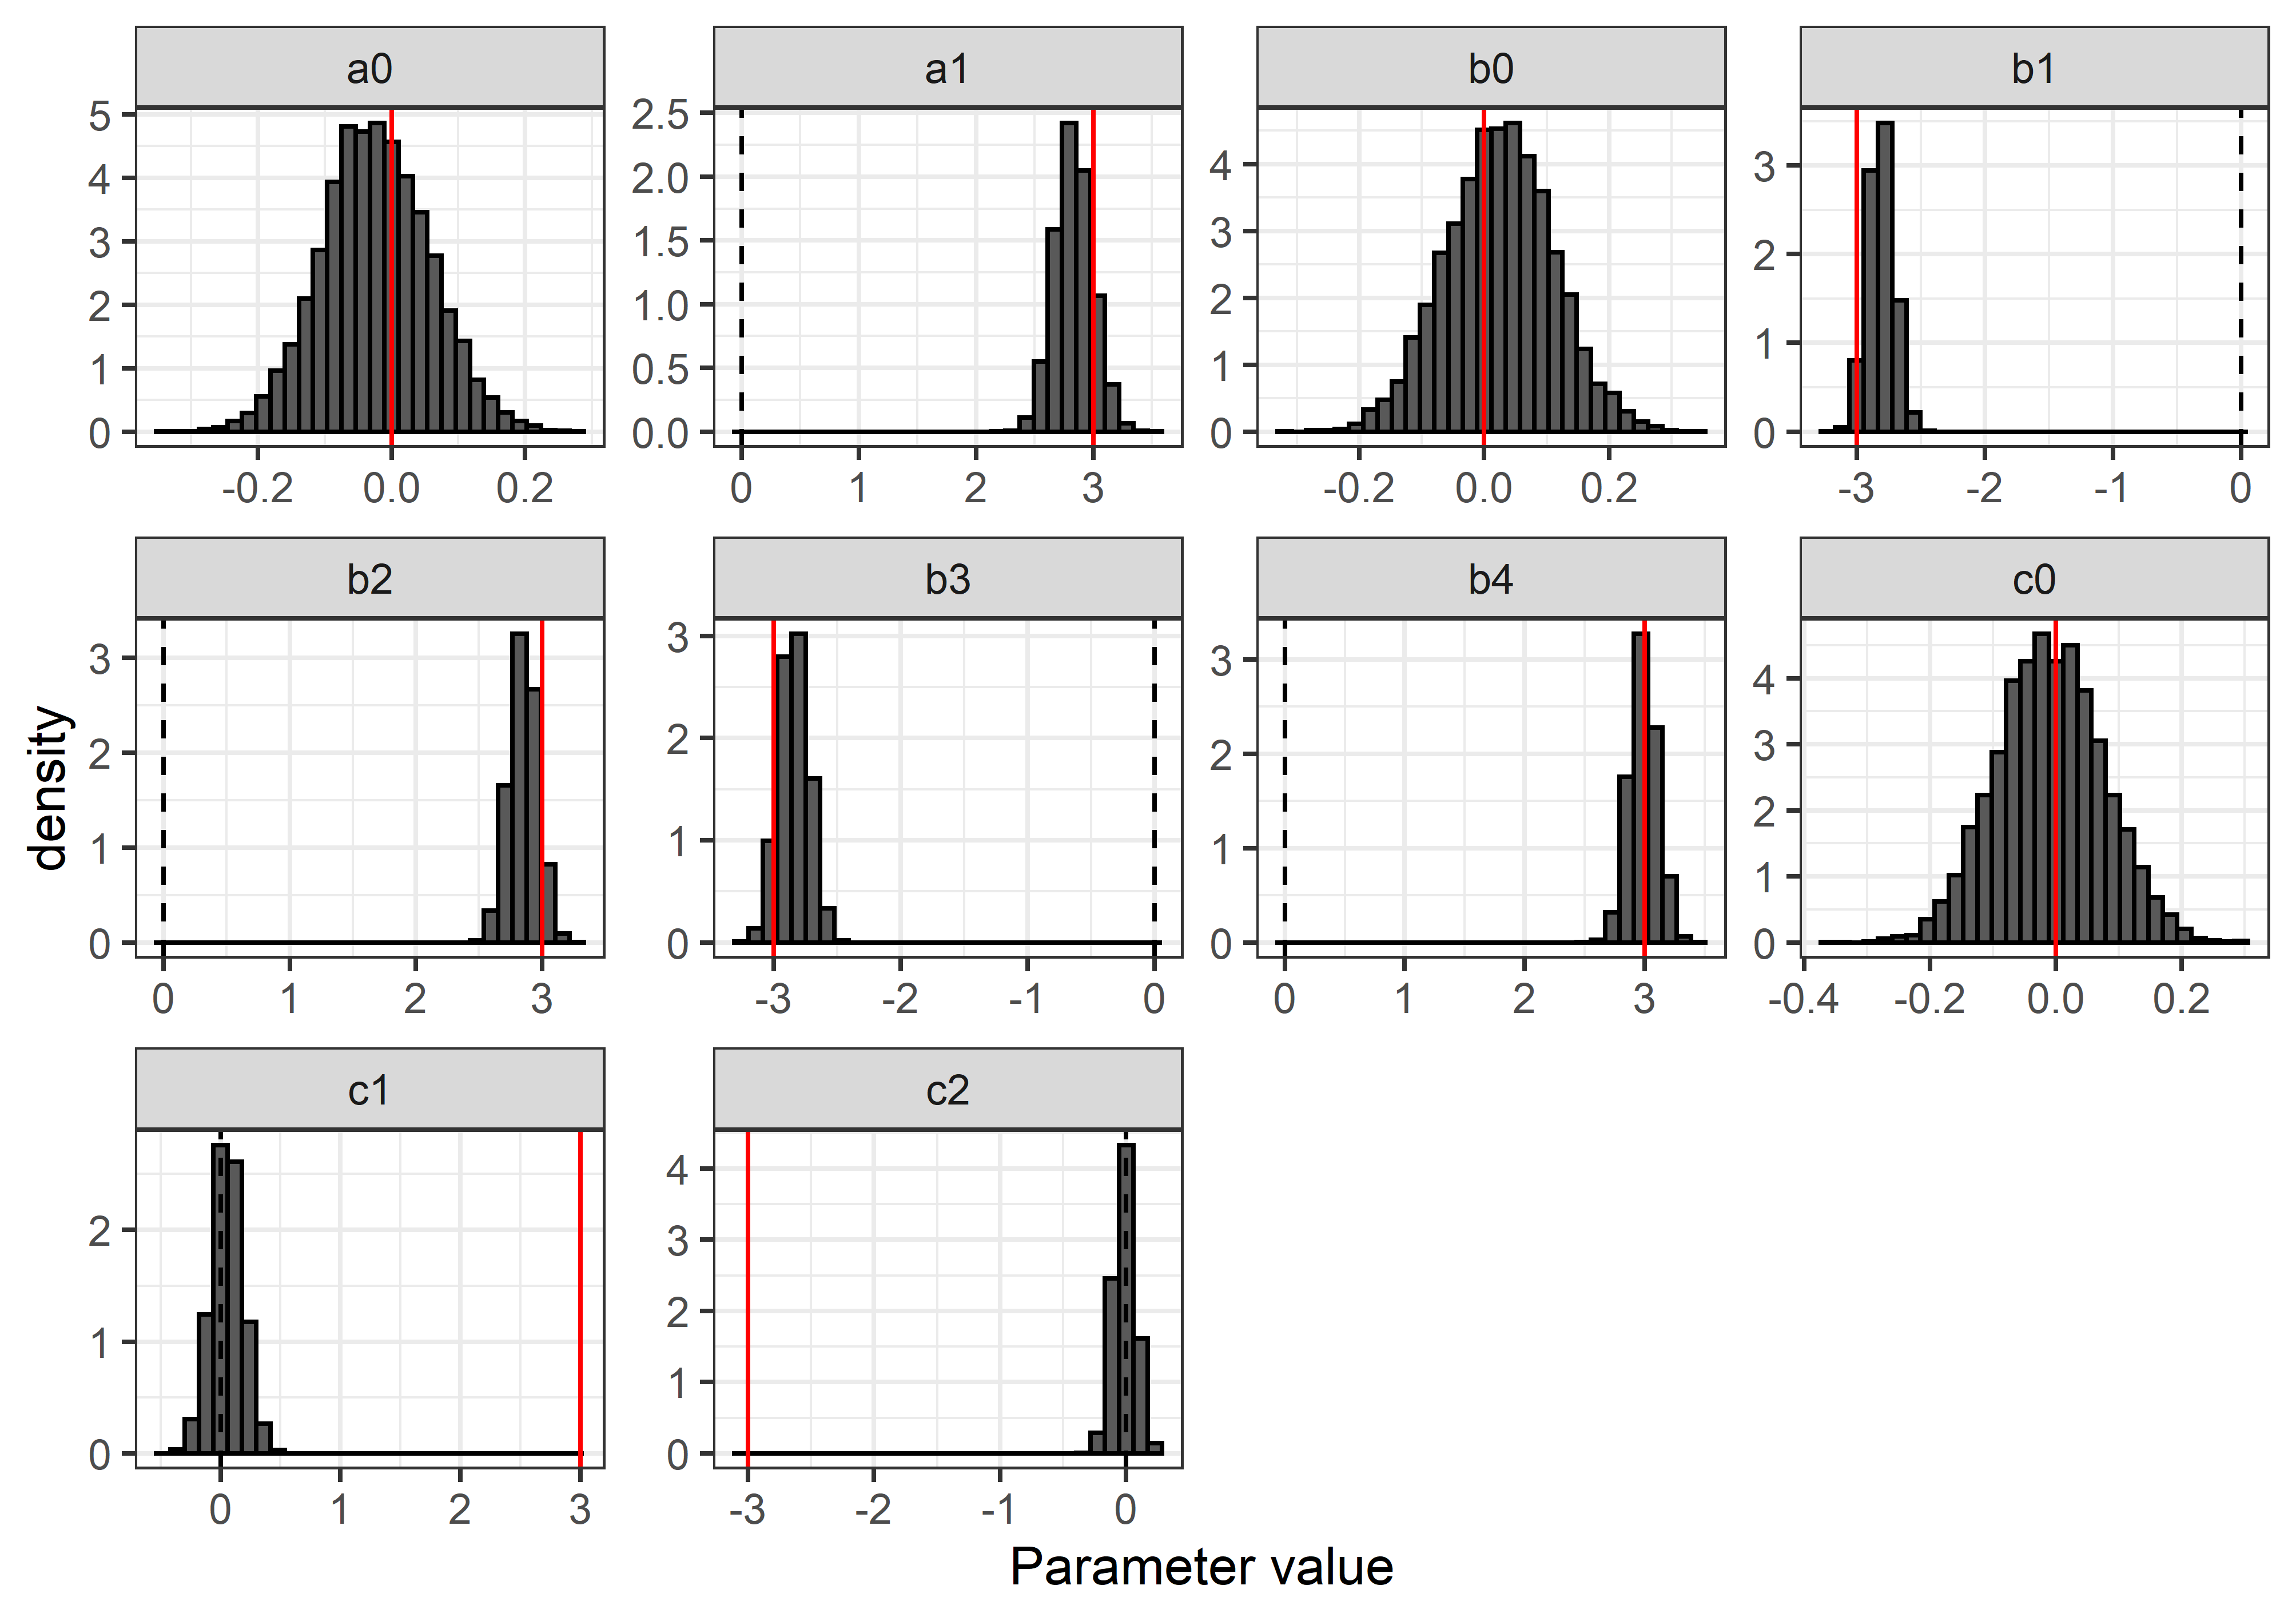 a0 a1 b0 b1
5 2.5
4 2.0 4 3
3 1.5 3 2
2 1.0 2
1 0.5 1 1
0 0.0 0 0
-0.2 0.0 0.2 0 1 2 3 -0.2 0.0 0.2 -3 -2 -1 0
b2 b3 b4 c0
3 3 3 4
2 2 2 3
1 1 1 2
1
0 0 0 0
0 1 2 3 -3 -2 -1 0 0 1 2 3 -0.4 -0.2 0.0 0.2
density
c1 c2
4
2 3
1 2
1
0 0
0 1 2 3 -3 -2 -1 0
Parameter value